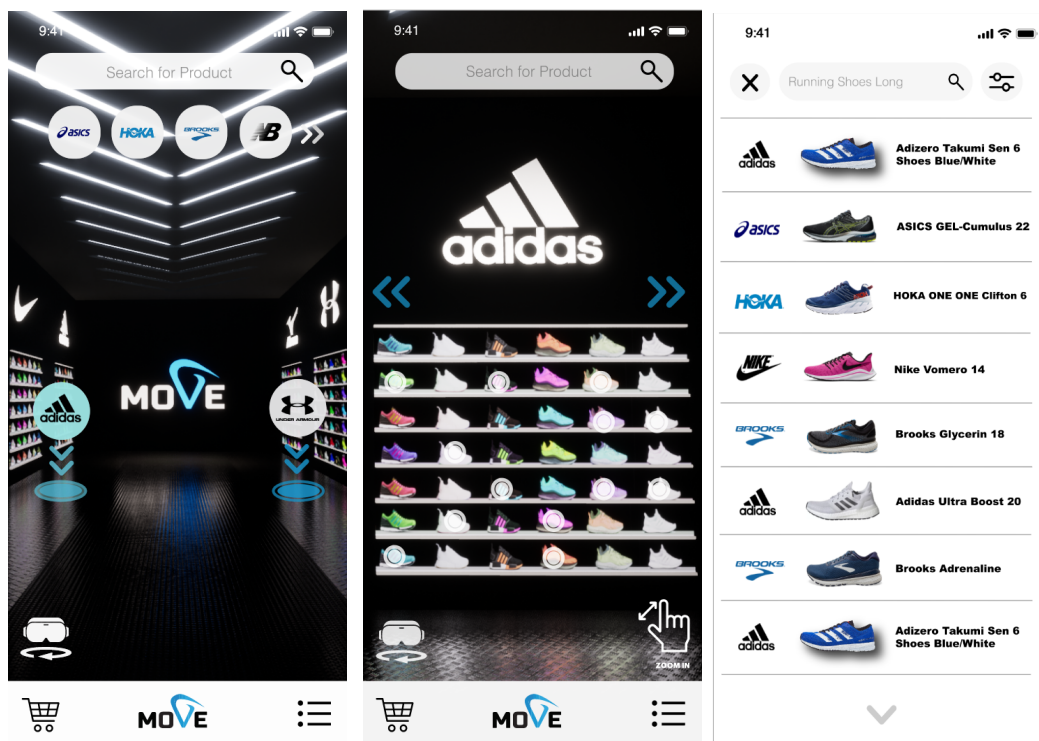 9:41
Search for Product
asics
HOKA
BROOKS
NB
MOVE
adidas
UNDER ARMOUR
MOVE
9:41
Search for Product
adidas
ZOOM IN
MOVE
9:41
Running Shoes Long
adidas
Adizero Takumi Sen 6
Shoes Blue/White
asics
ASICS GEL-Cumulus 22
HOKA
HOKA ONE ONE Clifton 6
NIKE
Nike Vomero 14
BROOKS
Brooks Glycerin 18
adidas
Adidas Ultra Boost 20
BROOKS
Brooks Adrenaline
adidas
Adizero Takumi Sen 6
Shoes Blue/White